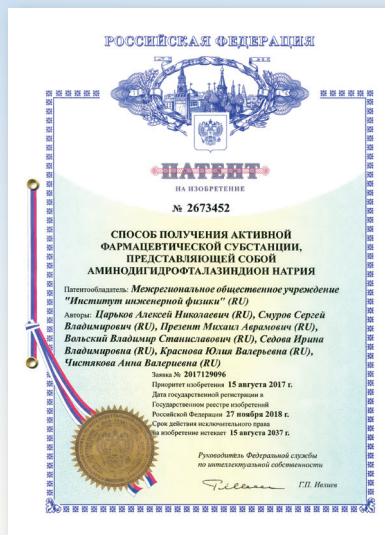 РОССИЙСКАЯ ФЕДЕРАЦИЯ
ПАТЕНТ
НА ИЗОБРЕТЕНИЕ
№ 2673452
СПОСОБ ПОЛУЧЕНИЯ АКТИВНОЙ
ФАРМАЦЕВТИЧЕСКОЙ СУБСТАНЦИИ,
ПРЕДСТАВЛЯЮЩЕЙ СОБОЙ
АМИНОДИГИДРОФТАЛАЗИНДИОН НАТРИЯ
Патентообладатель: Межрегиональное общественное учреждение
"Институт инженерной физики" (RU)
Авторы: Царьков Алексей Николаевич (RU), Смуров Сергей
Владимирович (RU), Презент Михаил Аврамович (RU),
Вольский Владимир Станиславович (RU), Седова Ирина
Владимировна (RU), Краснова Юлия Валерьевна (RU),
Чистякова Анна Валериевна (RU)
Заявка № 2017129096
Приоритет изобретения 15 августа 2017 г.
Дата государственной регистрации в
Государственном реестре изобретений
Российской Федерации 27 ноября 2018 г.
Срок действия исключительного права
на изобретение истекает 15 августа 2037 г.
Руководитель Федеральной службы
по интеллектуальной собственности
Г.П. Ивлиев